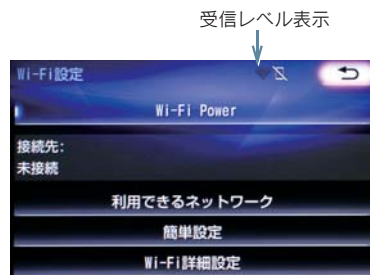 受信レベル表示
Wi-Fi設定
Wi-Fi Power
接続先:
未接続
利用できるネットワーク
簡単設定
Wi-Fi詳細設定